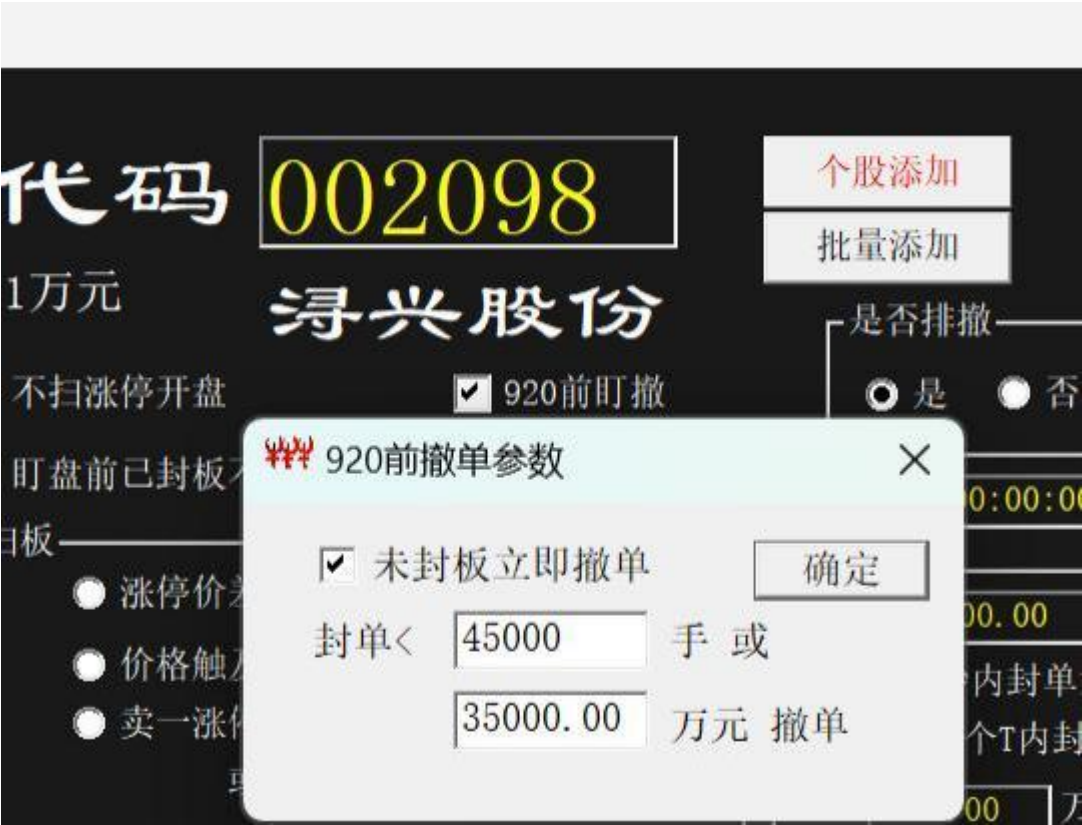 代码 002098
个股添加
批量添加
1万元
浔兴股份
是否排撤
不扫涨停开盘
920前盯撤
是 否
盯盘前已封板
920前撤单参数
0:00:0
板
未封板立即撤单
确定
涨停价
封单< 45000 手 或
00.00
价格触
内封单
35000.00 万元 撤单
卖一涨
个T内封
00